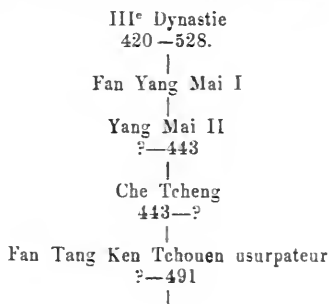 IIIᵉ Dynastie
420—528.
Fan Yang Mai I
Yang Mai II
?—443
Che Tcheng
443—?
Fan Tang Ken Tchouen usurpateur
?—491